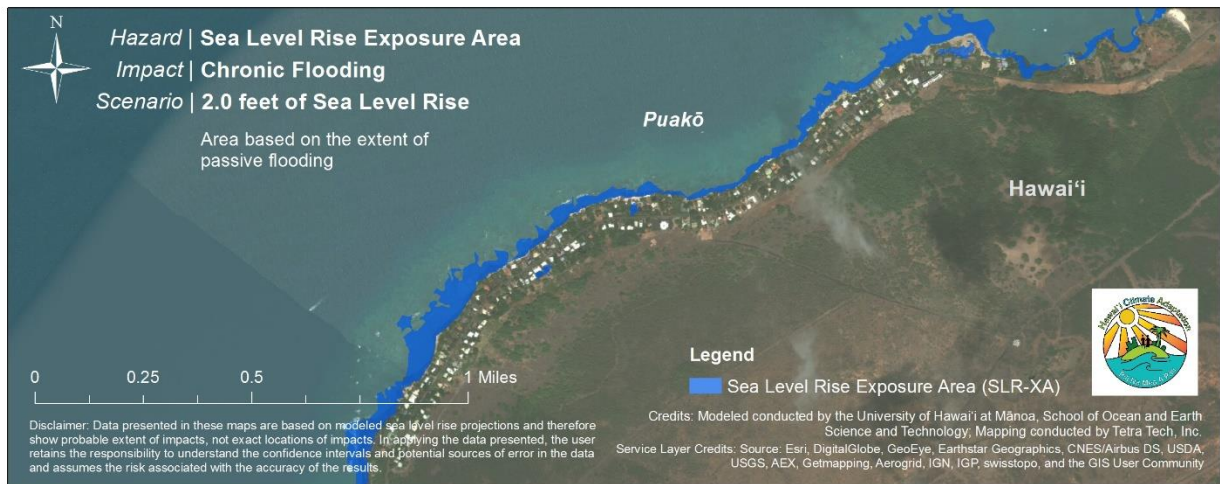 N
Hazard | Sea Level Rise Exposure Area
Impact | Chronic Flooding
Scenario | 2.0 feet of Sea Level Rise
Area based on the extent of
passive flooding
Puakō
Hawaiʻi
0 0.25 0.5 1 Miles
Disclaimer: Data presented in these maps are based on modeled sea level rise projections and therefore
show probable extent of impacts, not exact locations of impacts. In applying the data presented, the user
retains the responsibility to understand the confidence intervals and potential sources of error in the data
and assumes the risk associated with the accuracy of the results.
Legend
Sea Level Rise Exposure Area (SLR-XA)
Credits: Modeled conducted by the University of Hawaiʻi at Mānoa, School of Ocean and Earth
Science and Technology; Mapping conducted by Tetra Tech, Inc.
Service Layer Credits: Source: Esri, DigitalGlobe, GeoEye, Earthstar Geographics, CNES/Airbus DS, USDA,
USGS, AEX, Getmapping, Aerogrid, IGN, IGP, swisstopo, and the GIS User Community
Hawaiʻi Climate Adaptation